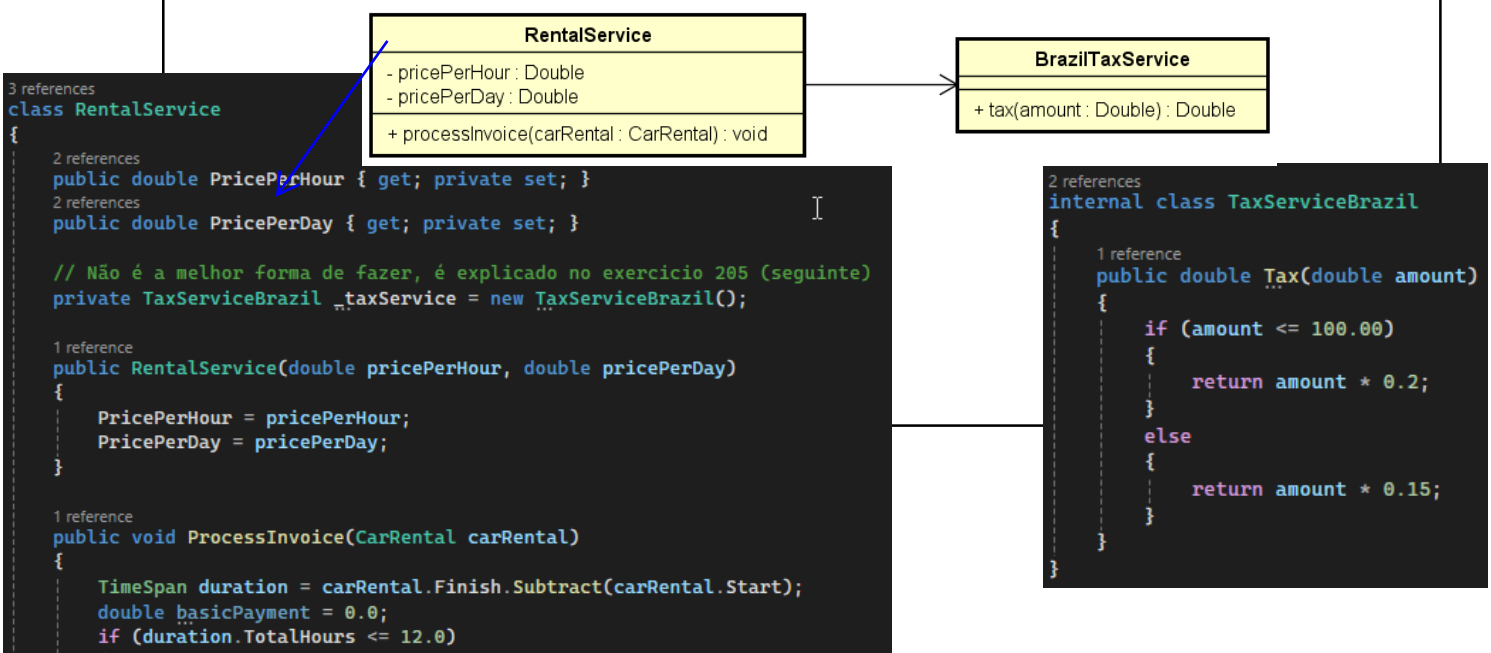 RentalService
- pricePerHour : Double
- pricePerDay : Double
+ processInvoice(carRental : CarRental) : void
BrazilTaxService
+ tax(amount : Double) : Double
3 references
class RentalService
{
2 references
public double PricePerHour { get; private set; }
2 references
public double PricePerDay { get; private set; }
// Não é a melhor forma de fazer, é explicado no exercicio 205 (seguinte)
private TaxServiceBrazil _taxService = new TaxServiceBrazil();
1 reference
public RentalService(double pricePerHour, double pricePerDay)
{
PricePerHour = pricePerHour;
PricePerDay = pricePerDay;
}
1 reference
public void ProcessInvoice(CarRental carRental)
{
TimeSpan duration = carRental.Finish.Subtract(carRental.Start);
double basicPayment = 0.0;
if (duration.TotalHours <= 12.0)
2 references
internal class TaxServiceBrazil
{
1 reference
public double Tax(double amount)
{
if (amount <= 100.00)
{
return amount * 0.2;
}
else
{
return amount * 0.15;
}
}
}